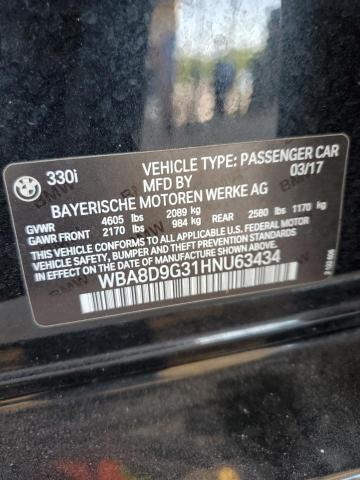 330i
VEHICLE TYPE: PASSENGER CAR
MFD BY 03/17
BAYERISCHE MOTOREN WERKE AG
GVWR 4605 lbs 2089 kg
GAWR FRONT 2170 lbs 984 kg REAR 2580 lbs 1170 kg
THIS VEHICLE CONFORMS TO ALL APPLICABLE U.S. FEDERAL MOTOR
VEHICLE SAFETY, BUMPER AND THEFT PREVENTION STANDARDS IN EFFECT
ON THE DATE OF MANUFACTURE SHOWN ABOVE.
WBA8D9G31HNU63434